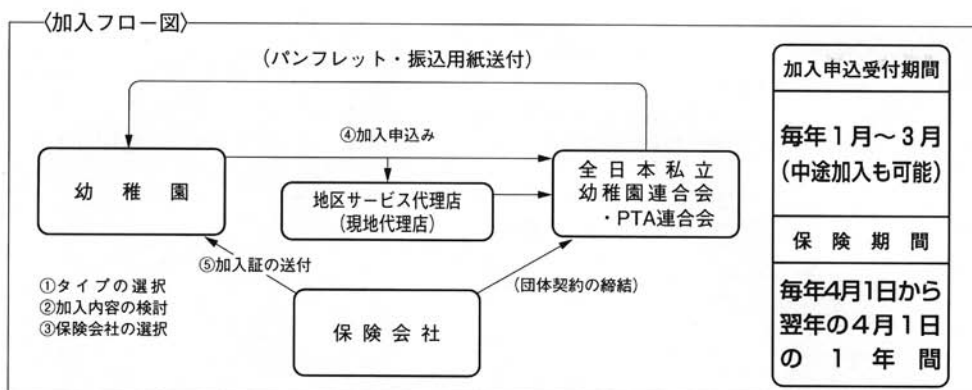 〈加入フロー図〉
(パンフレット・振込用紙送付)
④加入申込み
幼稚園
地区サービス代理店
(現地代理店)
全日本私立
幼稚園連合会
・PTA連合会
⑤加入証の送付
(団体契約の締結)
①タイプの選択
②加入内容の検討
③保険会社の選択
保険会社
加入申込受付期間
毎年1月〜3月
(中途加入も可能)
保険期間
毎年4月1日から
翌年の4月1日
の1年間